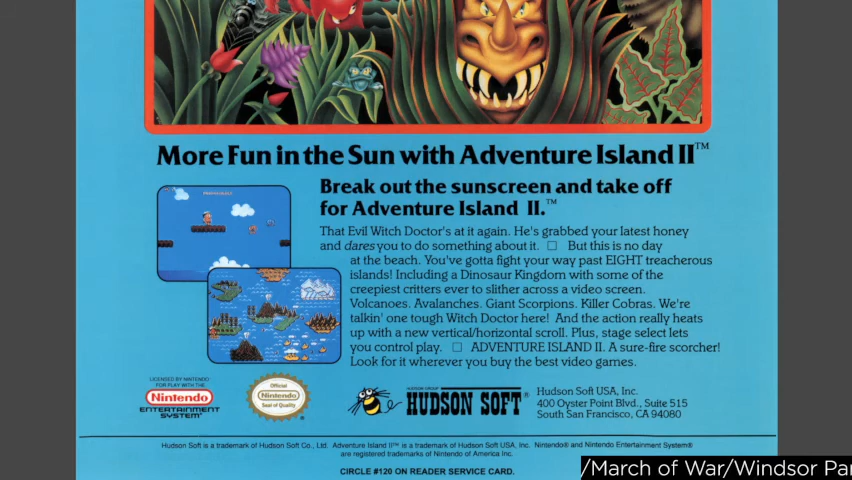 More Fun in the Sun with Adventure Island II™
Break out the sunscreen and take off
for Adventure Island II.™
That Evil Witch Doctor's at it again. He's grabbed your latest honey
and dares you to do something about it. □ But this is no day
at the beach. You've gotta fight your way past EIGHT treacherous
islands! Including a Dinosaur Kingdom with some of the
creepiest critters ever to slither across a video screen.
Volcanoes. Avalanches. Giant Scorpions. Killer Cobras. We're
talkin' one tough Witch Doctor here! And the action really heats
up with a new vertical/horizontal scroll. Plus, stage select lets
you control play. □ ADVENTURE ISLAND II. A sure-fire scorcher!
Look for it wherever you buy the best video games.
LICENSED BY NINTENDO
FOR PLAY WITH THE
Nintendo
ENTERTAINMENT
SYSTEM®
Official
Nintendo
Seal of Quality
HUDSON GROUP
HUDSON SOFT®
Hudson Soft USA, Inc.
400 Oyster Point Blvd., Suite 515
South San Francisco, CA 94080
Hudson Soft is a trademark of Hudson Soft Co., Ltd. Adventure Island II™ is a trademark of Hudson Soft USA, Inc. Nintendo® and Nintendo Entertainment System®
are registered trademarks of Nintendo of America Inc.
CIRCLE #120 ON READER SERVICE CARD.
/March of War/Windsor Par